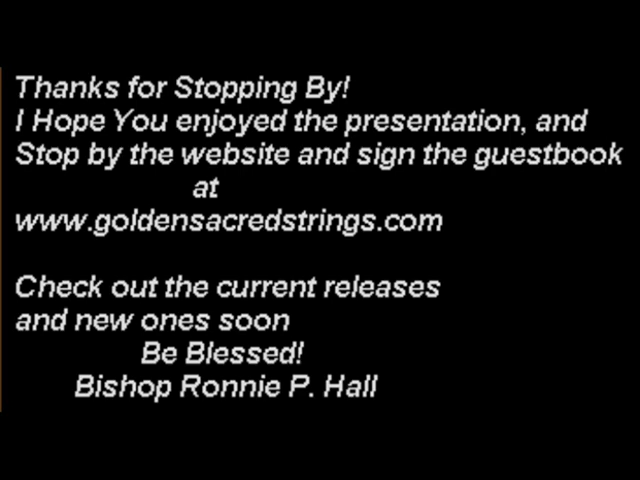 Thanks for Stopping By!
I Hope You enjoyed the presentation, and
Stop by the website and sign the guestbook
at
www.goldensacredstrings.com
Check out the current releases
and new ones soon
Be Blessed!
Bishop Ronnie P. Hall